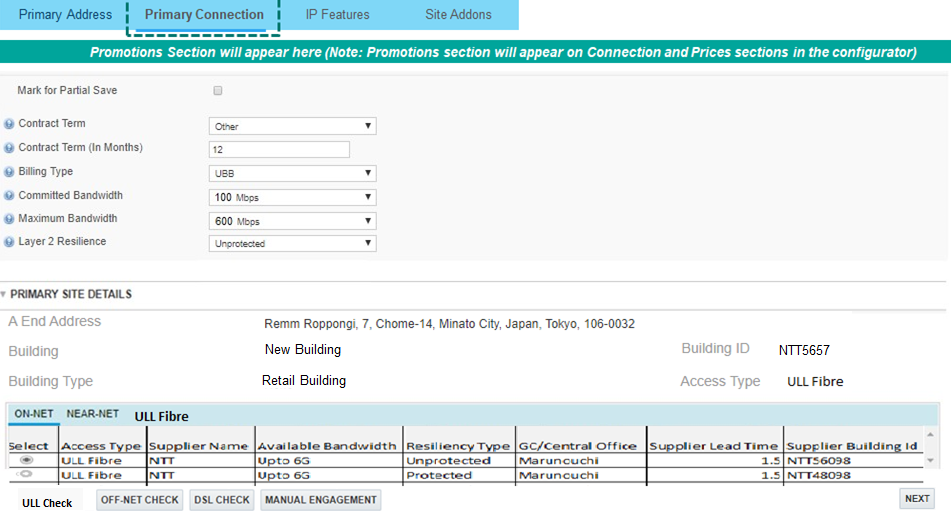 Primary Address Primary Connection IP Features Site Addons
Promotions Section will appear here (Note: Promotions section will appear on Connection and Prices sections in the configurator)
Mark for Partial Save
Contract Term Other
Contract Term (In Months) 12
Billing Type UBB
Committed Bandwidth 100 Mbps
Maximum Bandwidth 600 Mbps
Layer 2 Resilience Unprotected
PRIMARY SITE DETAILS
A End Address Remm Roppongi, 7, Chome-14, Minato City, Japan, Tokyo, 106-0032
Building New Building Building ID NTT5657
Building Type Retail Building Access Type ULL Fibre
ON-NET NEAR-NET ULL Fibre
Select Access Type Supplier Name Available Bandwidth Resiliency Type GC/Central Office Supplier Lead Time Supplier Building Id
ULL Fibre NTT Upto 6G Unprotected Marunouchi 1.5 NTT56098
ULL Fibre NTT Upto 6G Protected Marunouchi 1.5 NTT48098
ULL Check OFF-NET CHECK DSL CHECK MANUAL ENGAGEMENT NEXT